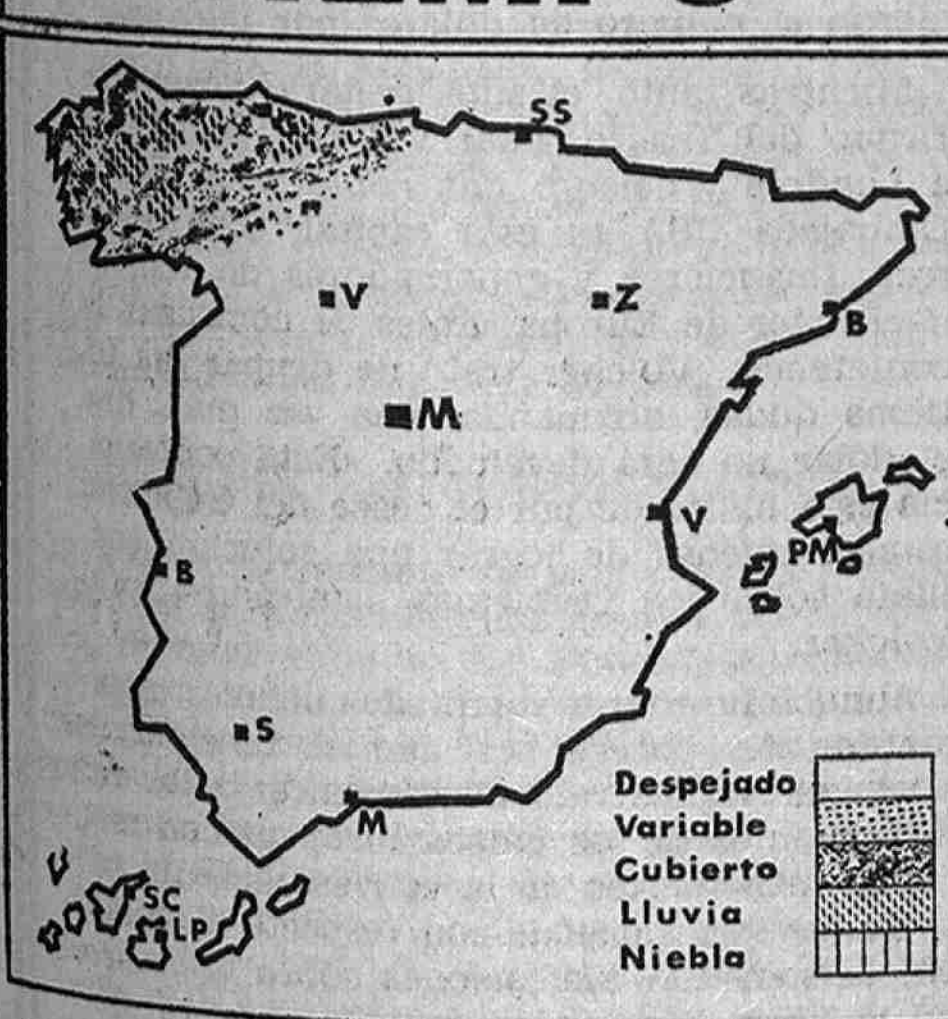 SS
V
Z
B
M
V
PM
B
S
M
SC
LP
Despejado
Variable
Cubierto
Lluvia
Niebla